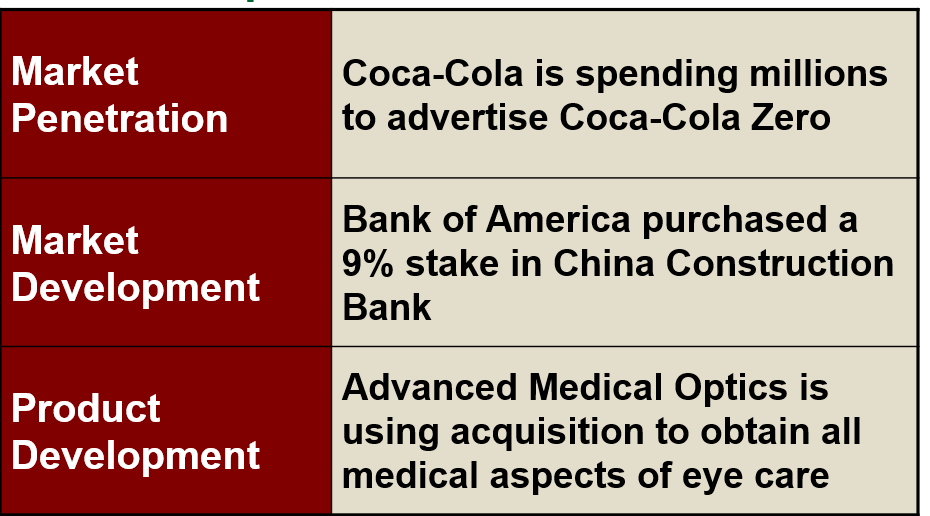 Market
Penetration
Coca-Cola is spending millions
to advertise Coca-Cola Zero
Market
Development
Bank of America purchased a
9% stake in China Construction
Bank
Product
Development
Advanced Medical Optics is
using acquisition to obtain all
medical aspects of eye care